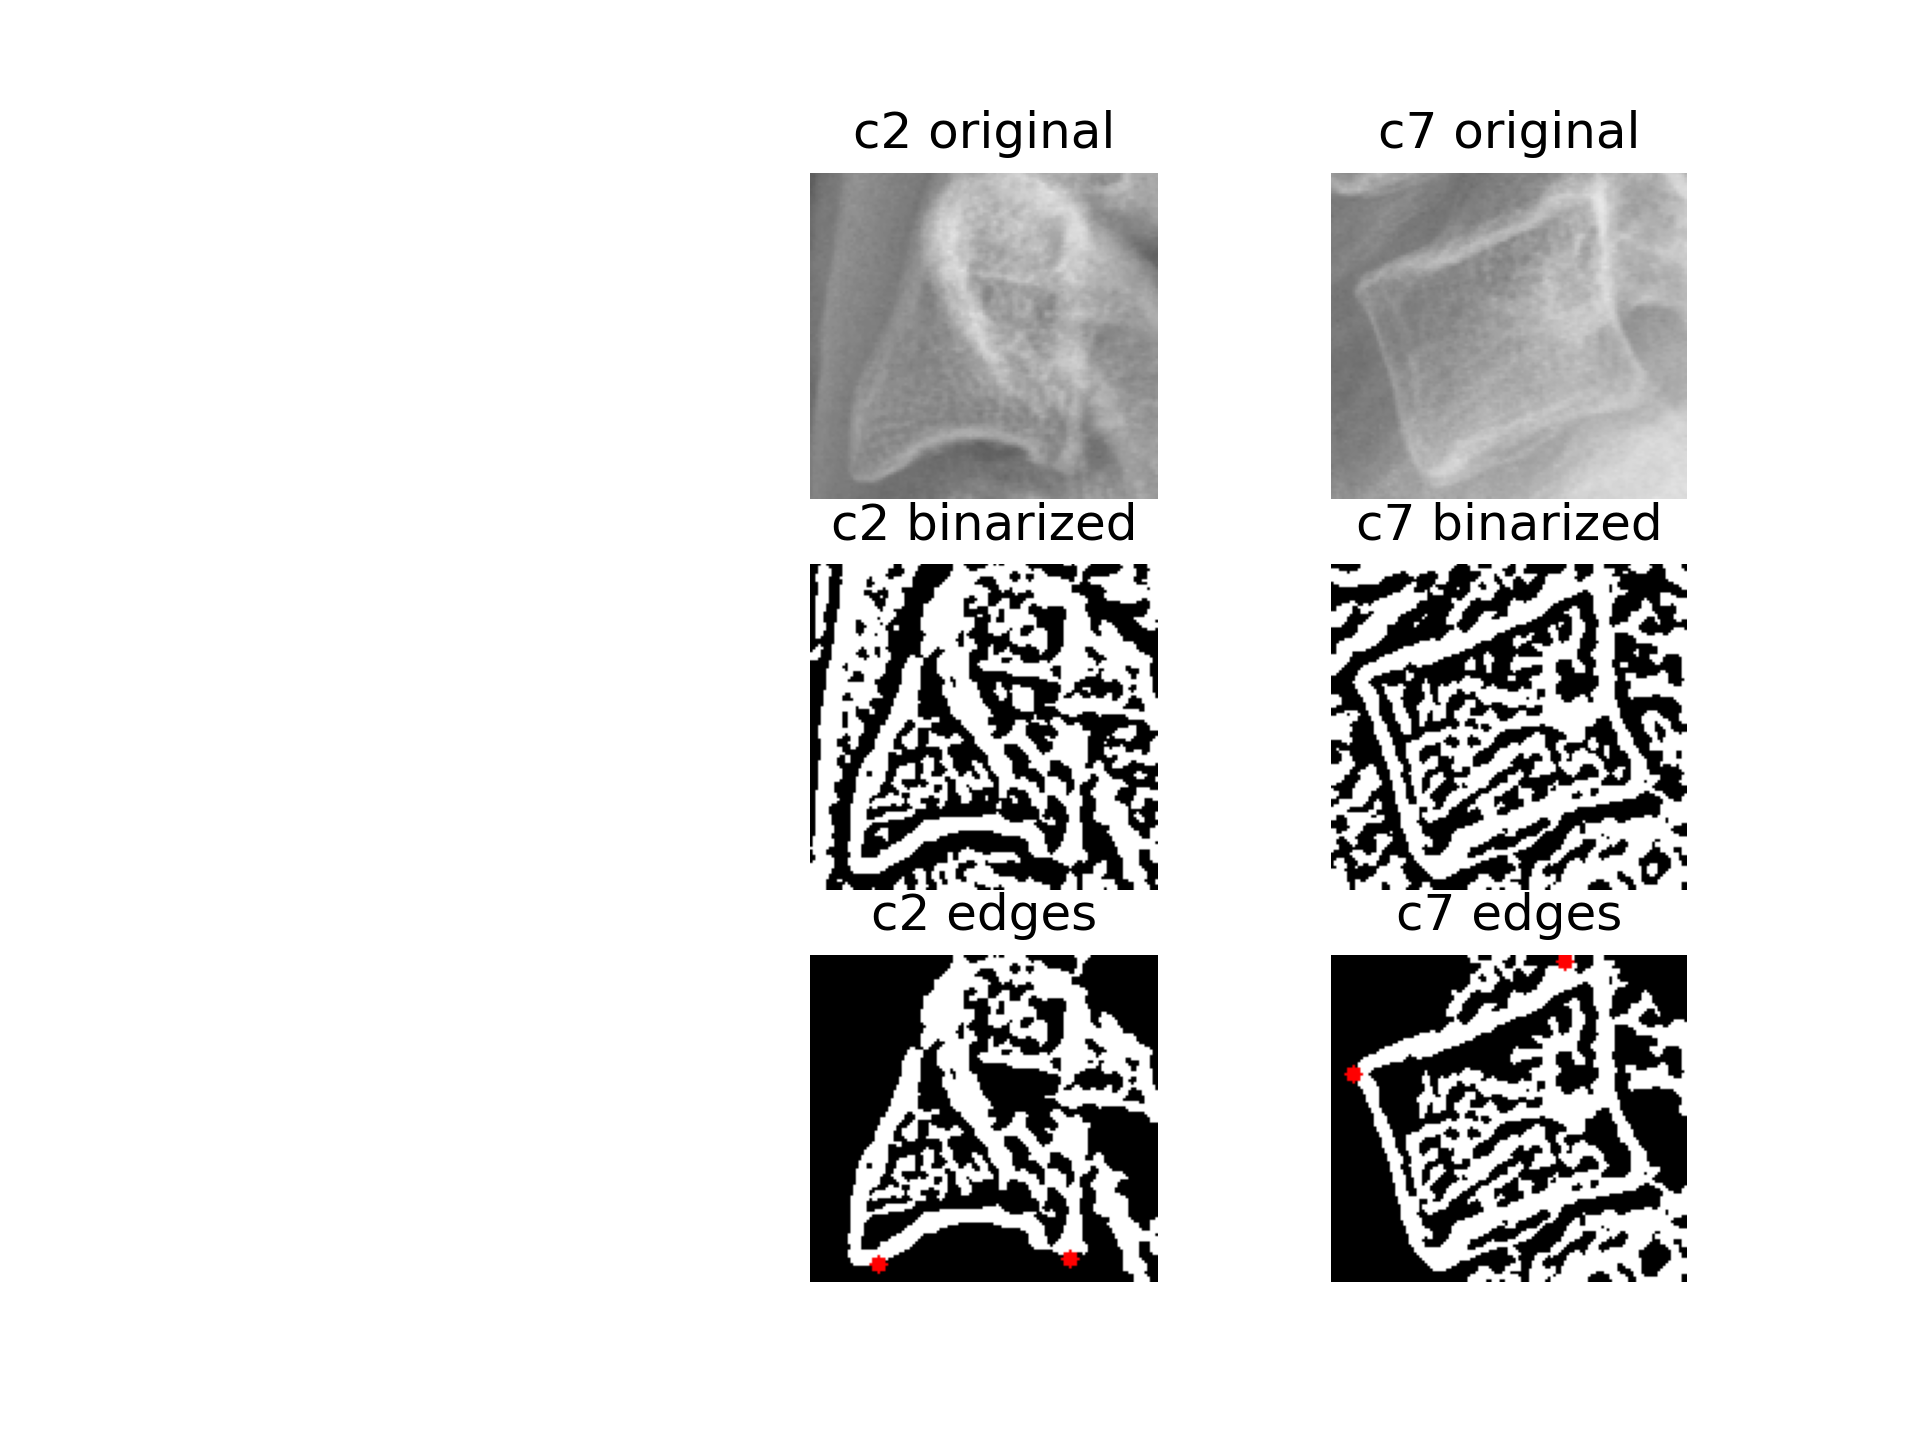 c2 original
c7 original
c2 binarized
c7 binarized
c2 edges
c7 edges